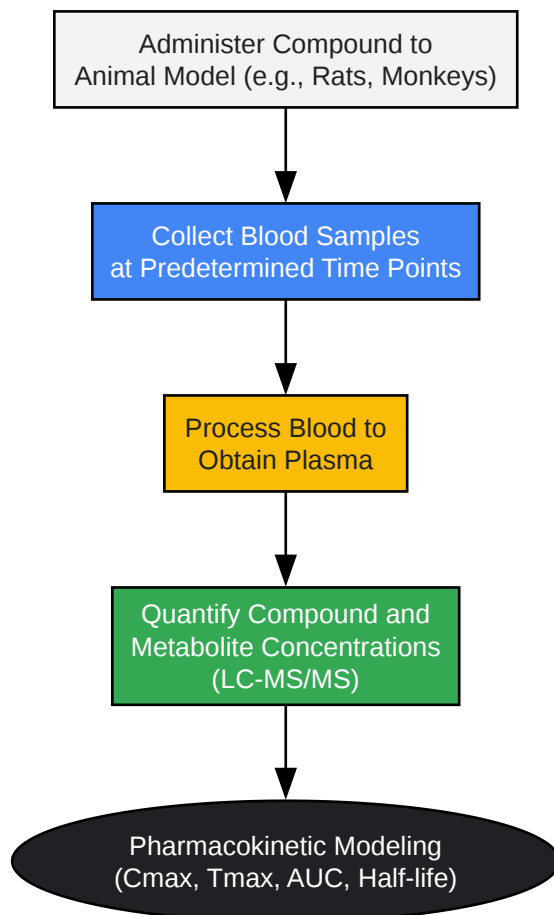 Administer Compound to
Animal Model (e.g., Rats, Monkeys)
Collect Blood Samples
at Predetermined Time Points
Process Blood to
Obtain Plasma
Quantify Compound and
Metabolite Concentrations
(LC-MS/MS)
Pharmacokinetic Modeling
(Cmax, Tmax, AUC, Half-life)